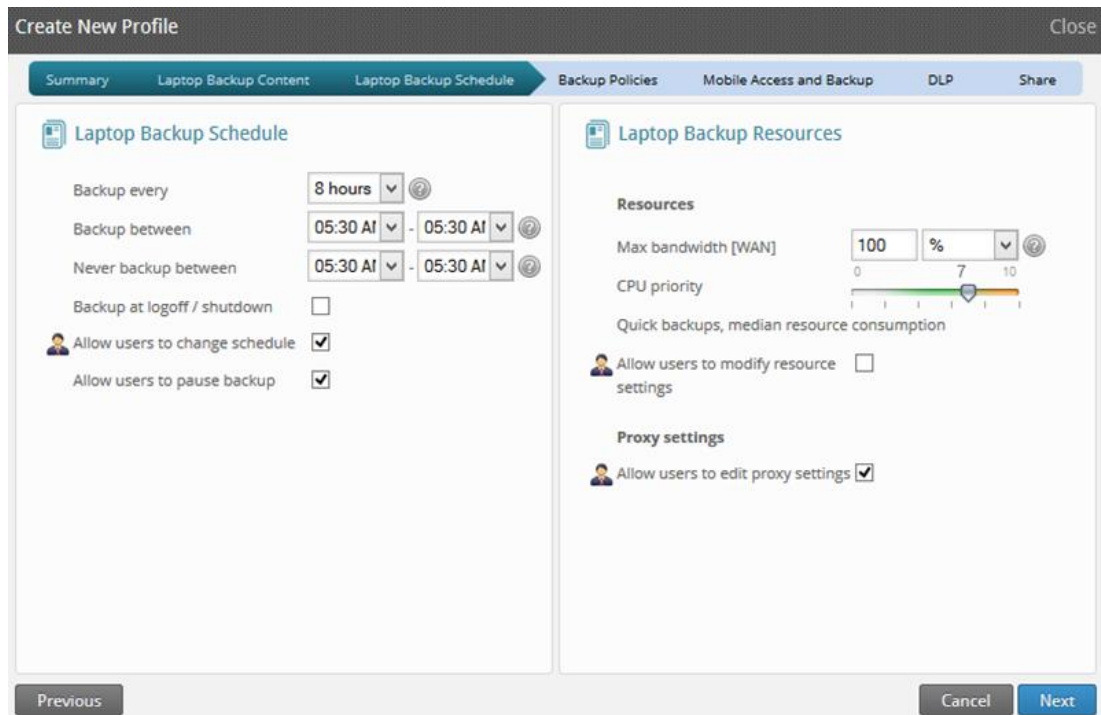 Create New Profile Close
Summary Laptop Backup Content Laptop Backup Schedule Backup Policies Mobile Access and Backup DLP Share
Laptop Backup Schedule
Backup every 8 hours
Backup between 05:30 AM - 05:30 AM
Never backup between 05:30 AM - 05:30 AM
Backup at logoff / shutdown
Allow users to change schedule
Allow users to pause backup
Laptop Backup Resources
Resources
Max bandwidth [WAN] 100 %
0 7 10
CPU priority
Quick backups, median resource consumption
Allow users to modify resource
settings
Proxy settings
Allow users to edit proxy settings
Previous Cancel Next